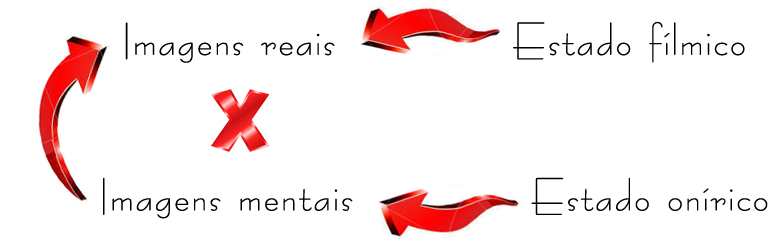 Imagens reais Estado fílmico
X
Imagens mentais Estado onírico